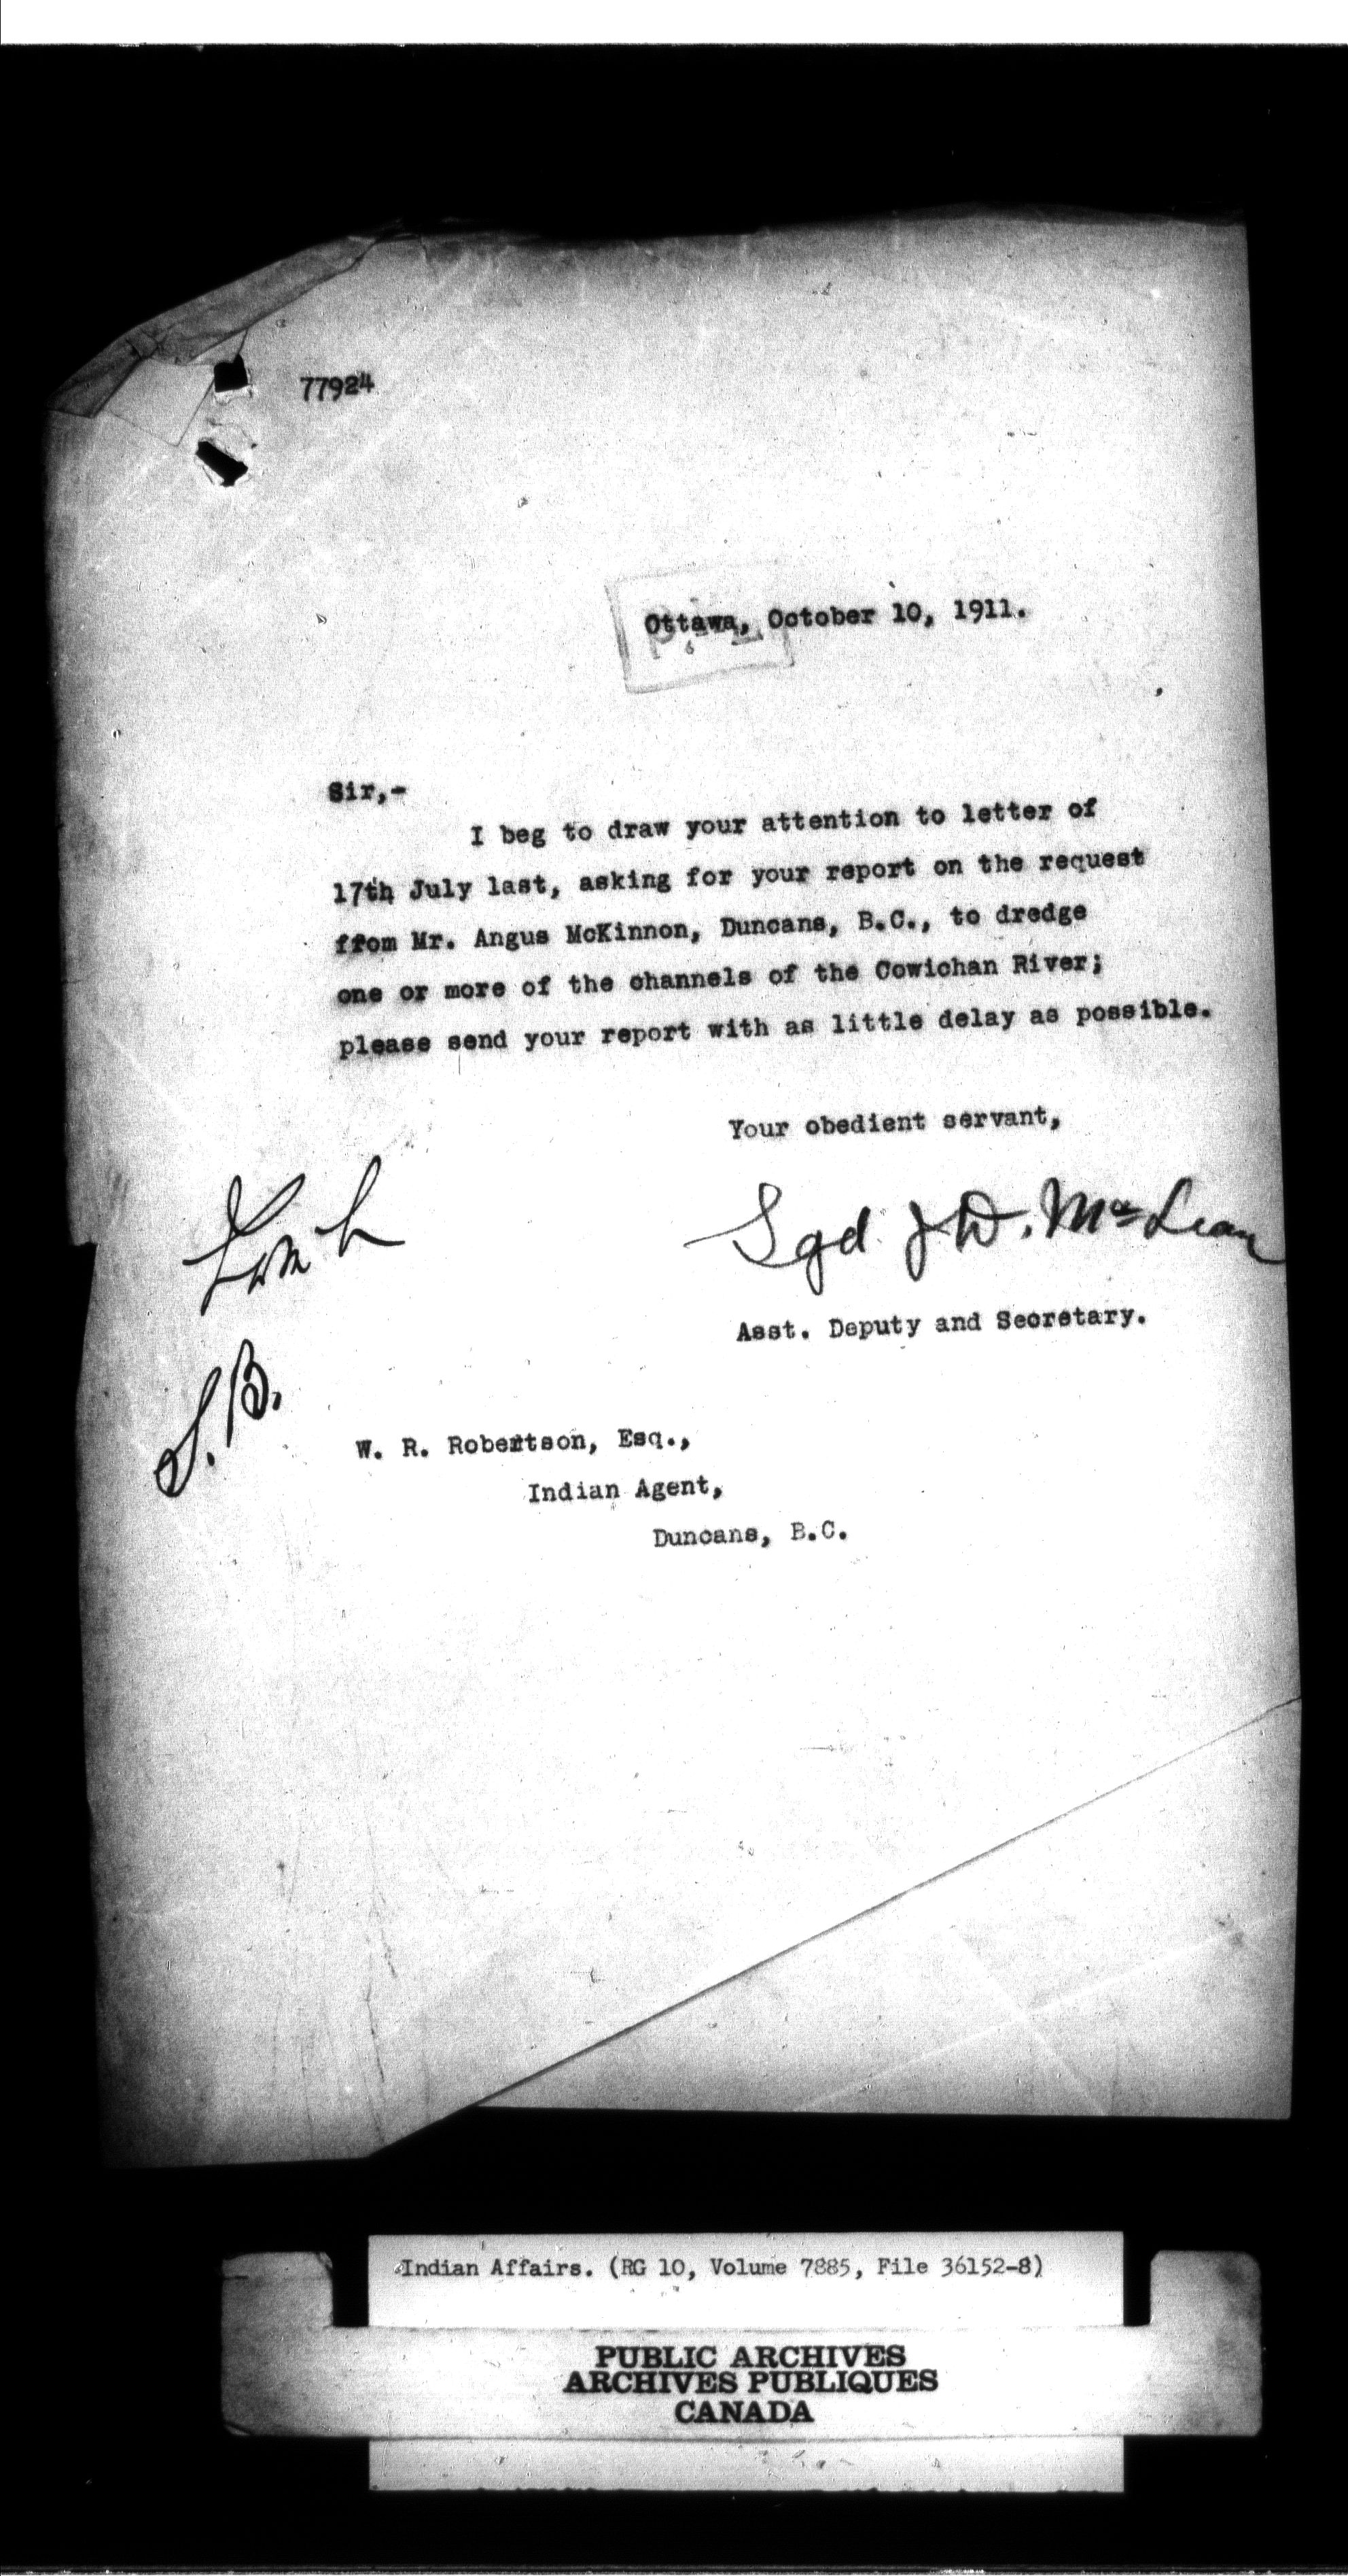 77924
Ottawa, October 10, 1911.
Sir,-
I beg to draw your attention to letter of
17th July last, asking for your report on the request
from Mr. Angus McKinnon, Duncans, B.C., to dredge
one or more of the channels of the Cowichan River;
please send your report with as little delay as possible.
Your obedient servant,
Sgd J D. McLean
Asst. Deputy and Secretary.
S.B.
W. R. Robertson, Esq.,
Indian Agent,
Duncans, B.C.
Indian Affairs. (RG 10, Volume 7885, File 36152-8)
PUBLIC ARCHIVES
ARCHIVES PUBLIQUES
CANADA